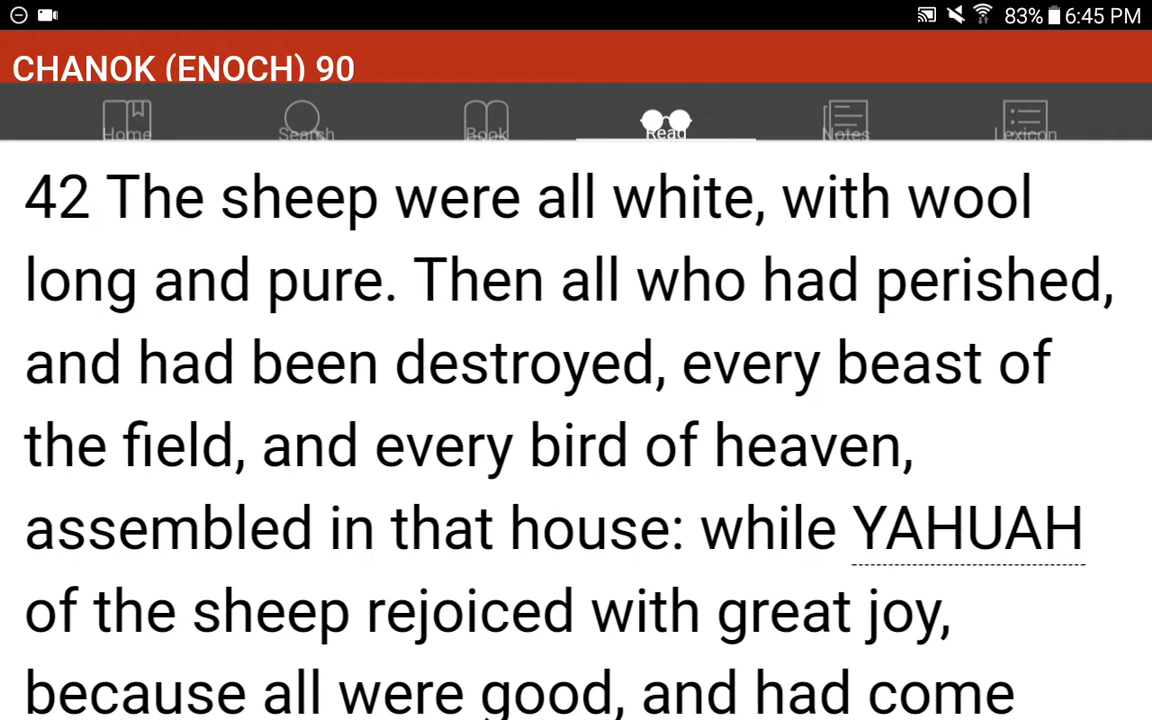 83% 6:45 PM
CHANOK (ENOCH) 90
Home Search Book Read Notes Lexicon
42 The sheep were all white, with wool
long and pure. Then all who had perished,
and had been destroyed, every beast of
the field, and every bird of heaven,
assembled in that house: while YAHUAH
of the sheep rejoiced with great joy,
because all were good, and had come